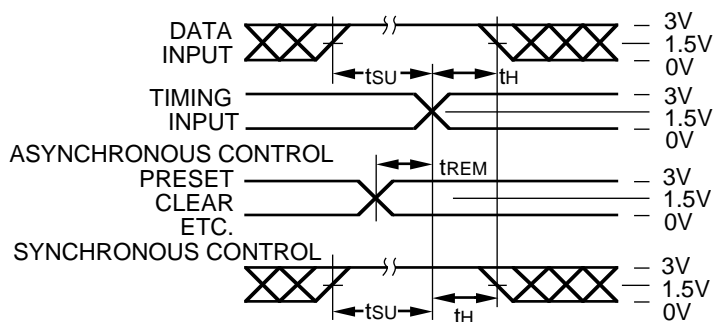 DATA
INPUT
3V
1.5V
0V
tSU
tH
TIMING
INPUT
3V
1.5V
0V
ASYNCHRONOUS CONTROL
tREM
PRESET
CLEAR
ETC.
3V
1.5V
0V
SYNCHRONOUS CONTROL
3V
1.5V
0V
tSU
tH